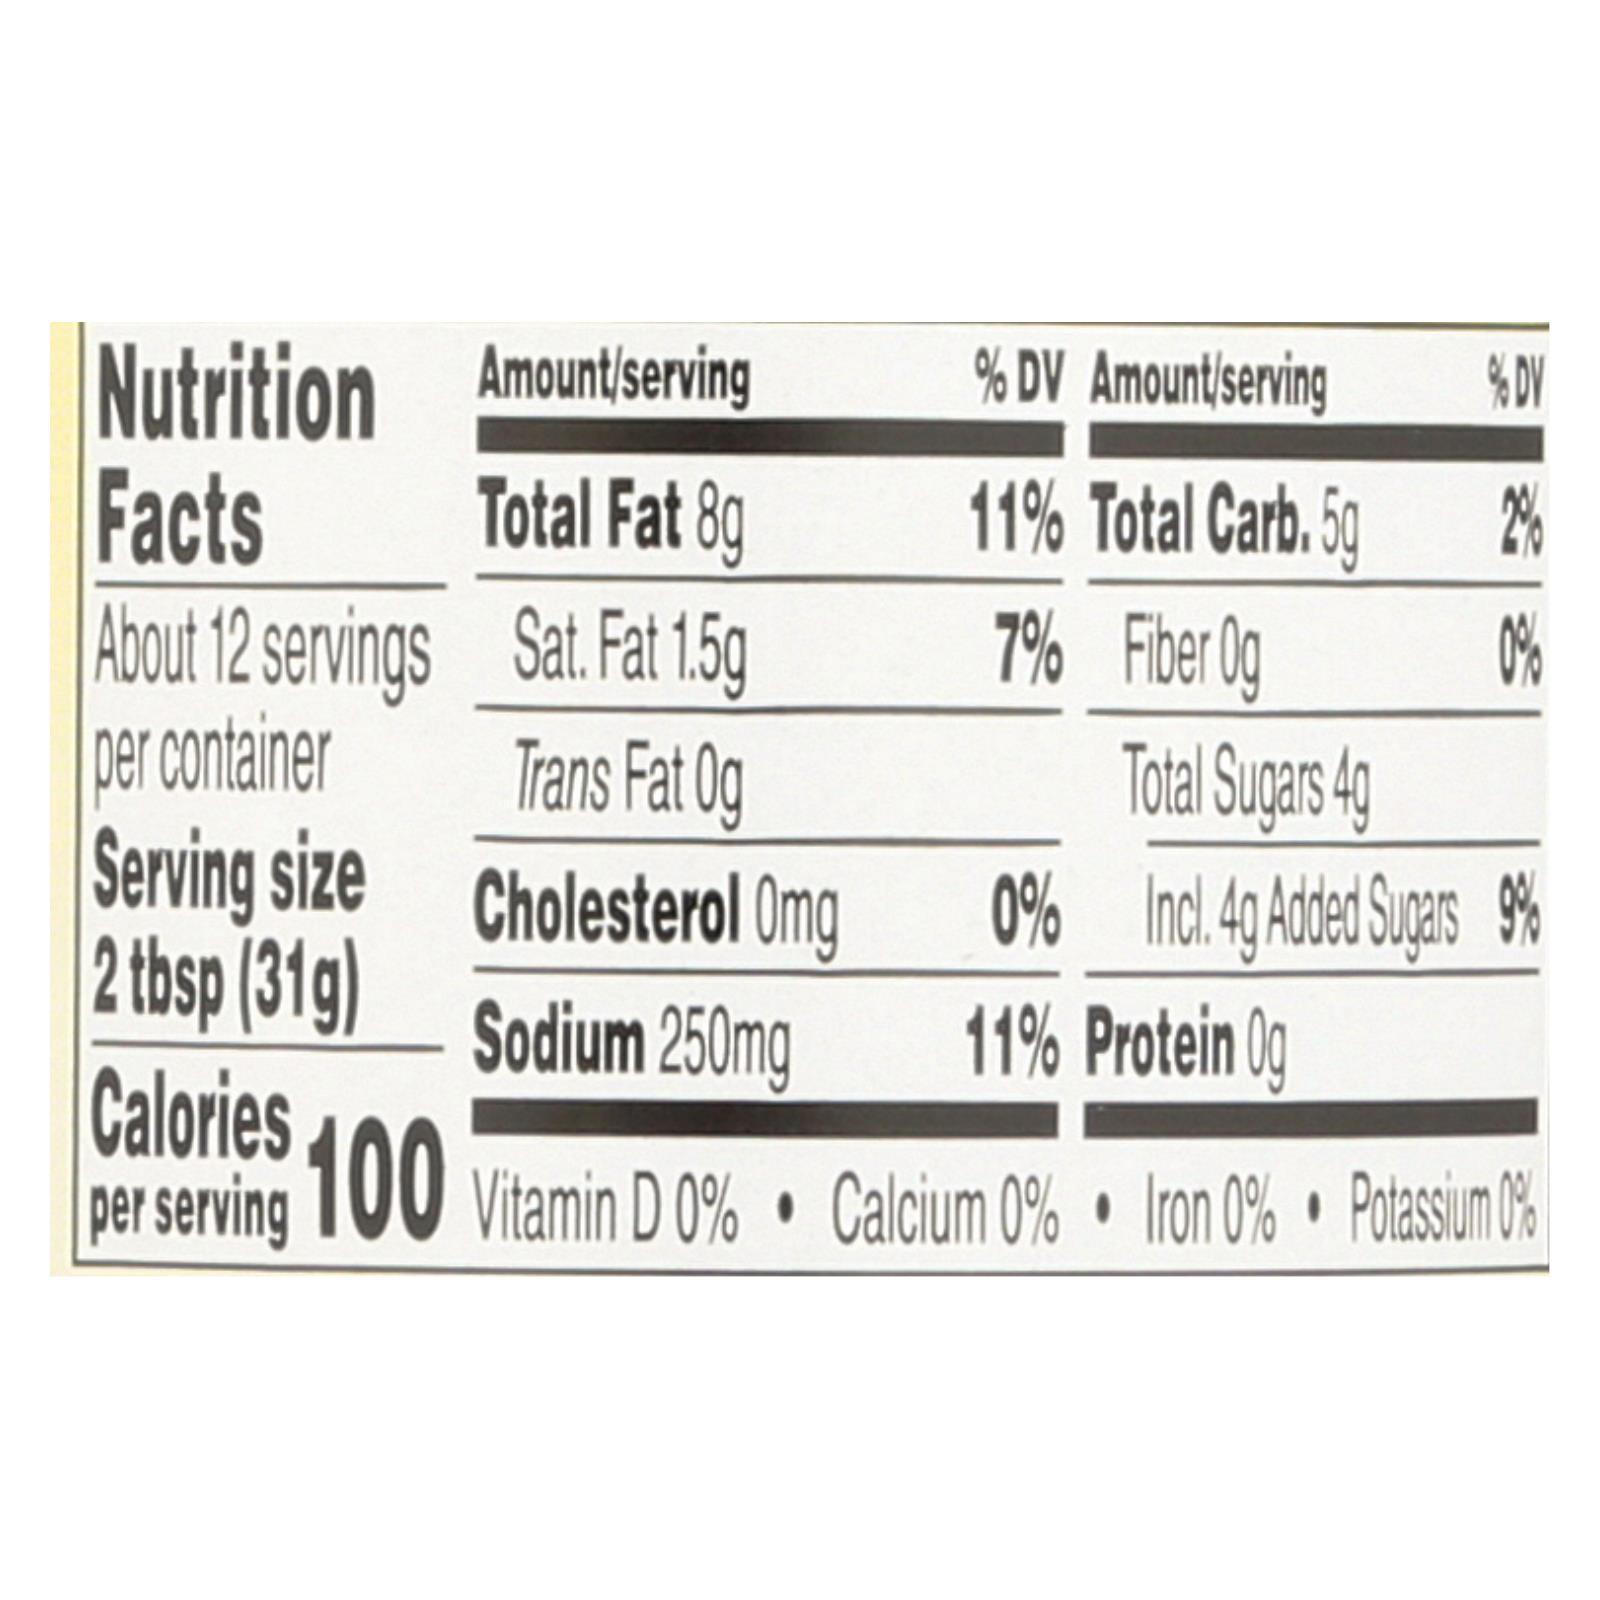 Nutrition
Facts
About 12 servings
per container
Serving size
2 tbsp (31g)
Calories
per serving
100
Amount/serving % DV
Total Fat 8g 11%
Sat. Fat 1.5g 7%
Trans Fat 0g
Cholesterol 0mg 0%
Sodium 250mg 11%
Amount/serving % DV
Total Carb. 5g 2%
Fiber 0g 0%
Total Sugars 4g
Incl. 4g Added Sugars 9%
Protein 0g
Vitamin D 0% • Calcium 0% • Iron 0% • Potassium 0%